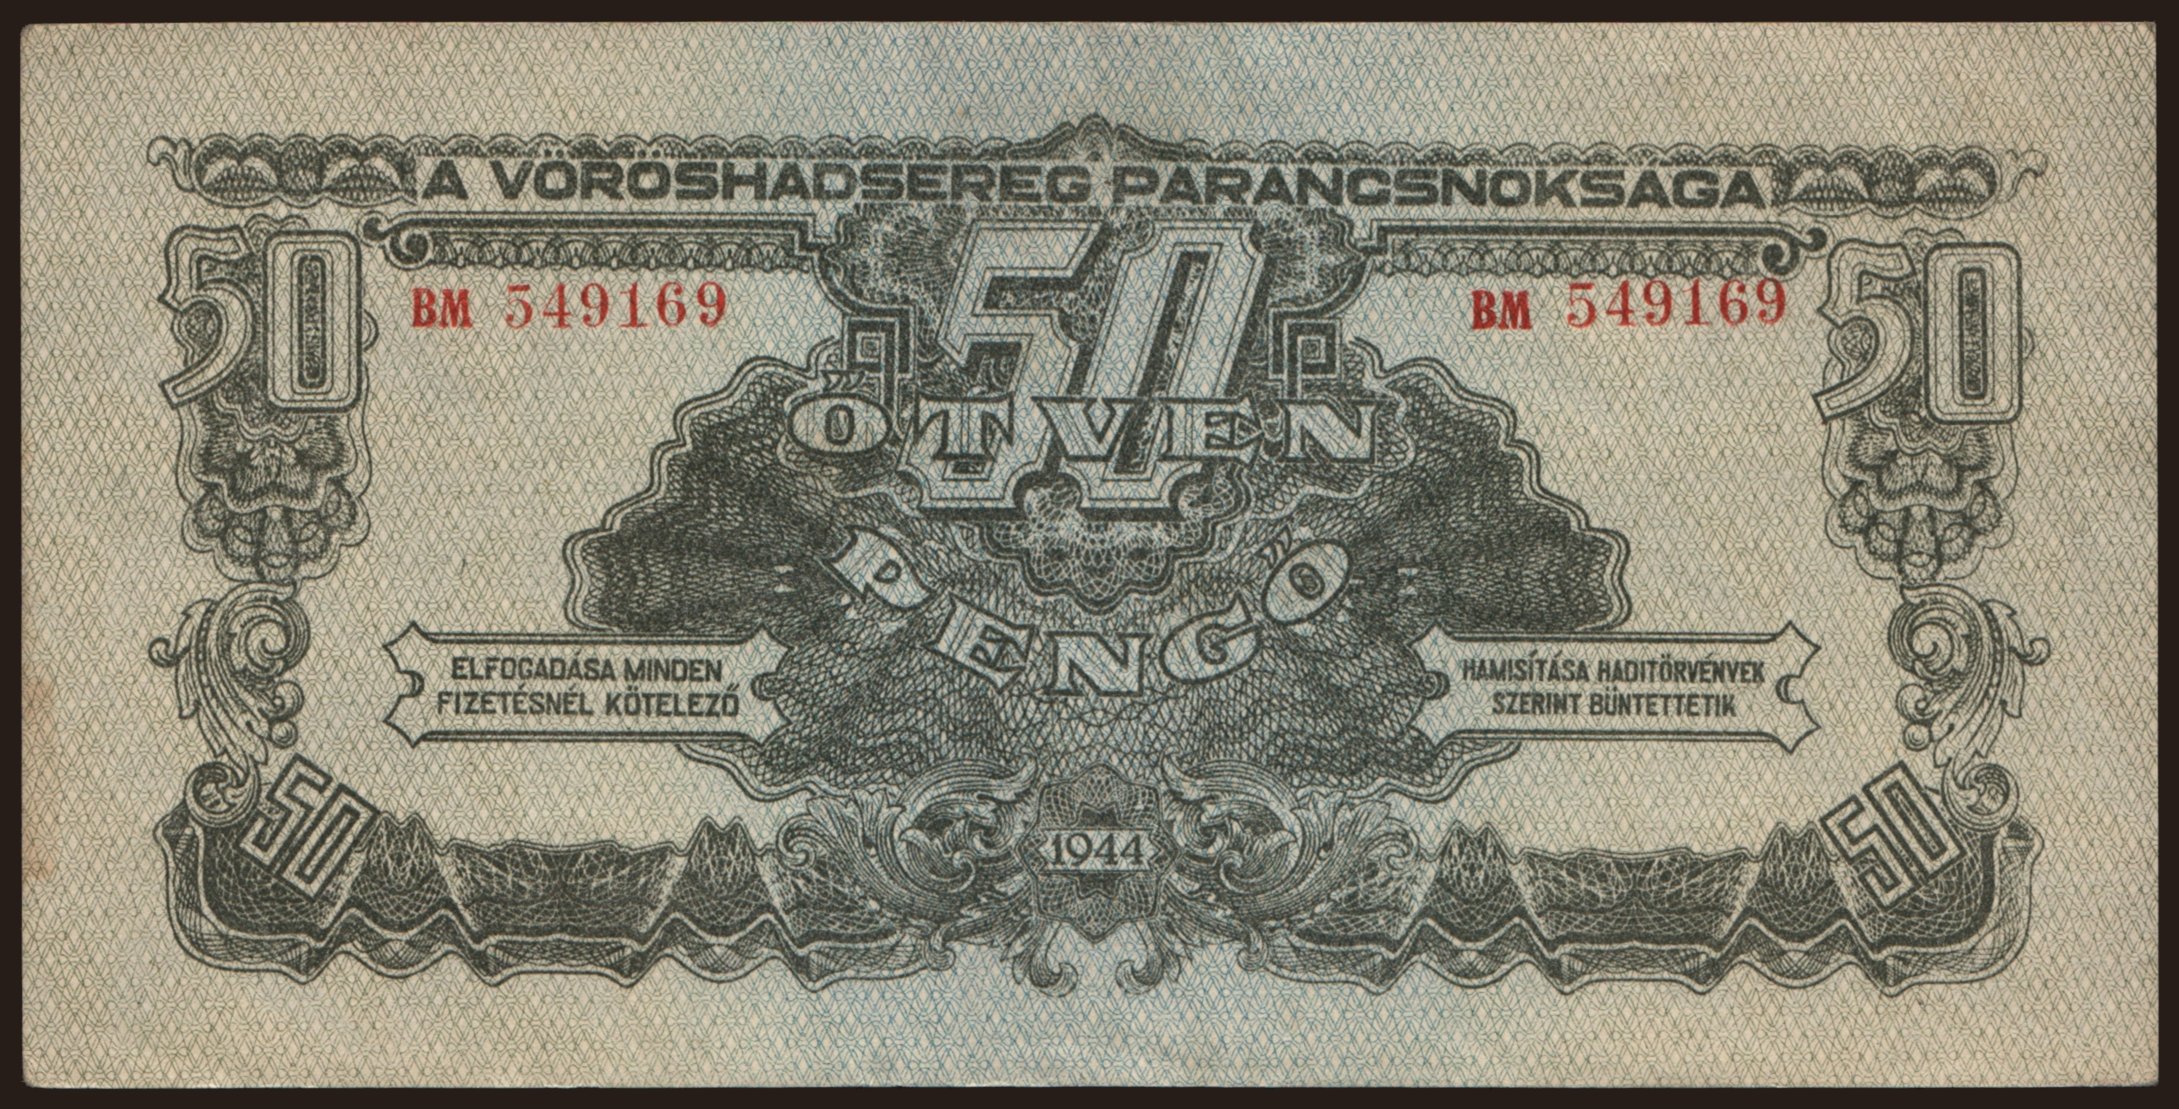 A VÖRÖSHADSEREG PARANCSNOKSAGA
50 50 50
BM 549169 BM 549169
ÖTVEN
PENGŐ
ELFOGADÁSA MINDEN
FIZETÉSNÉL KÖTELEZŐ
HAMISÍTÁSA HADITÖRVÉNYEK
SZERINT BÜNTETTETIK
50 50
1944